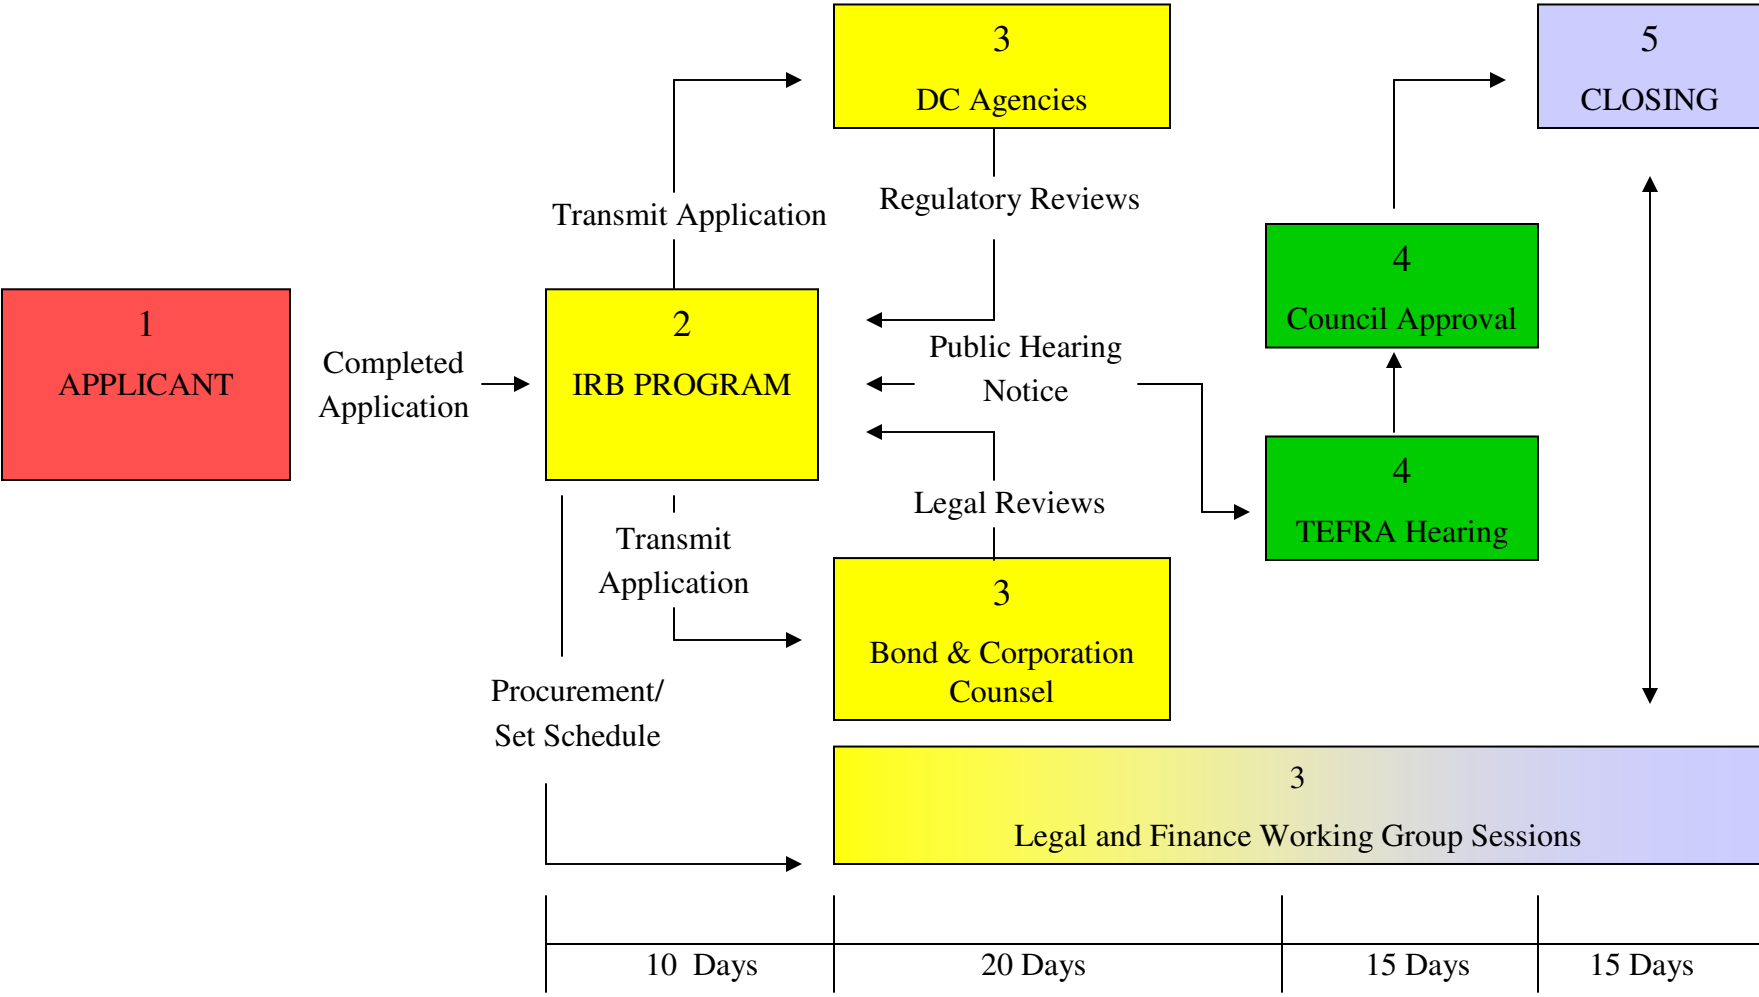 3
DC Agencies
5
CLOSING
Transmit Application
Regulatory Reviews
4
Council Approval
1
APPLICANT
Completed
Application
2
IRB PROGRAM
Public Hearing
Notice
4
TEFRA Hearing
Legal Reviews
Transmit
Application
3
Bond & Corporation
Counsel
Procurement/
Set Schedule
3
Legal and Finance Working Group Sessions
10 Days
20 Days
15 Days
15 Days